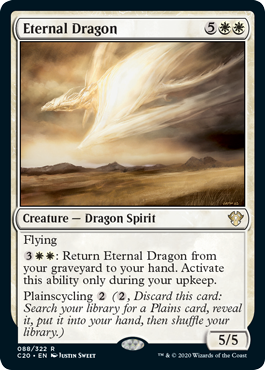 Eternal Dragon 5
Creature — Dragon Spirit
Flying
3: Return Eternal Dragon from
your graveyard to your hand. Activate
this ability only during your upkeep.
Plainscycling 2 (2, Discard this card:
Search your library for a Plains card, reveal
it, put it into your hand, then shuffle your
library.)
5/5
088/322 R
C20 • EN Justin Sweet
™ & © 2020 Wizards of the Coast